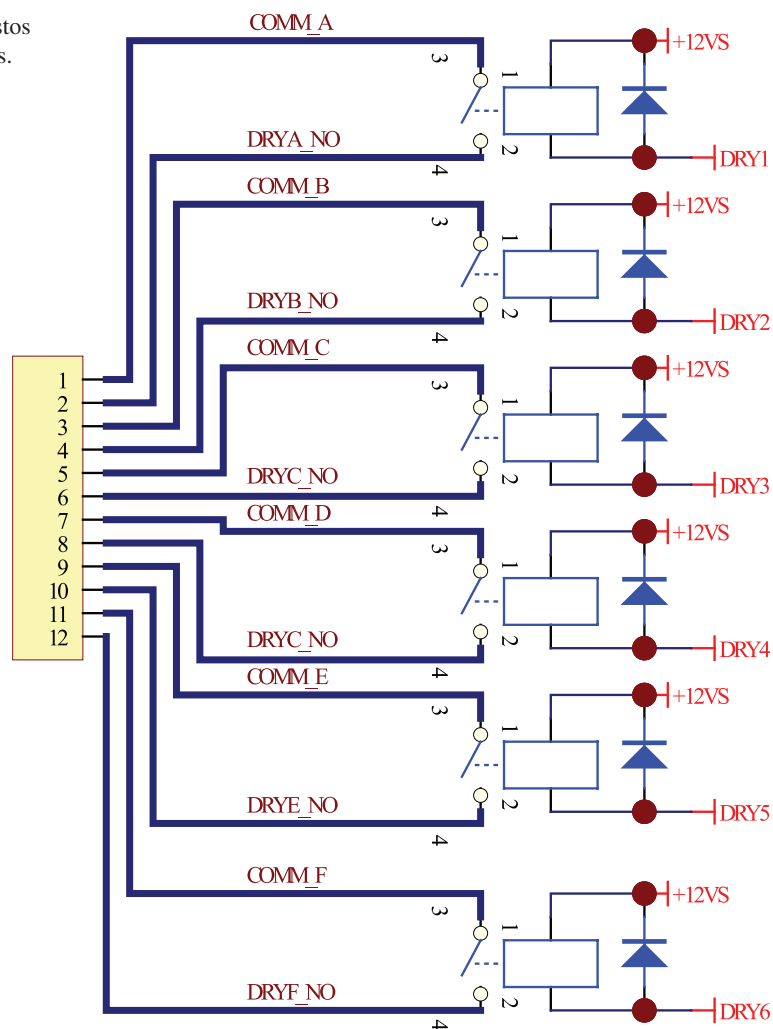 stos
s.
COMM_A
3
1
+12VS
DRYA_NO
4
2
DRY1
COMM_B
3
1
+12VS
DRYB_NO
4
2
DRY2
COMM_C
3
1
+12VS
DRYC_NO
4
2
DRY3
COMM_D
3
1
+12VS
DRYC_NO
4
2
DRY4
COMM_E
3
1
+12VS
DRYE_NO
4
2
DRY5
COMM_F
3
1
+12VS
DRYF_NO
4
2
DRY6
1
2
3
4
5
6
7
8
9
10
11
12